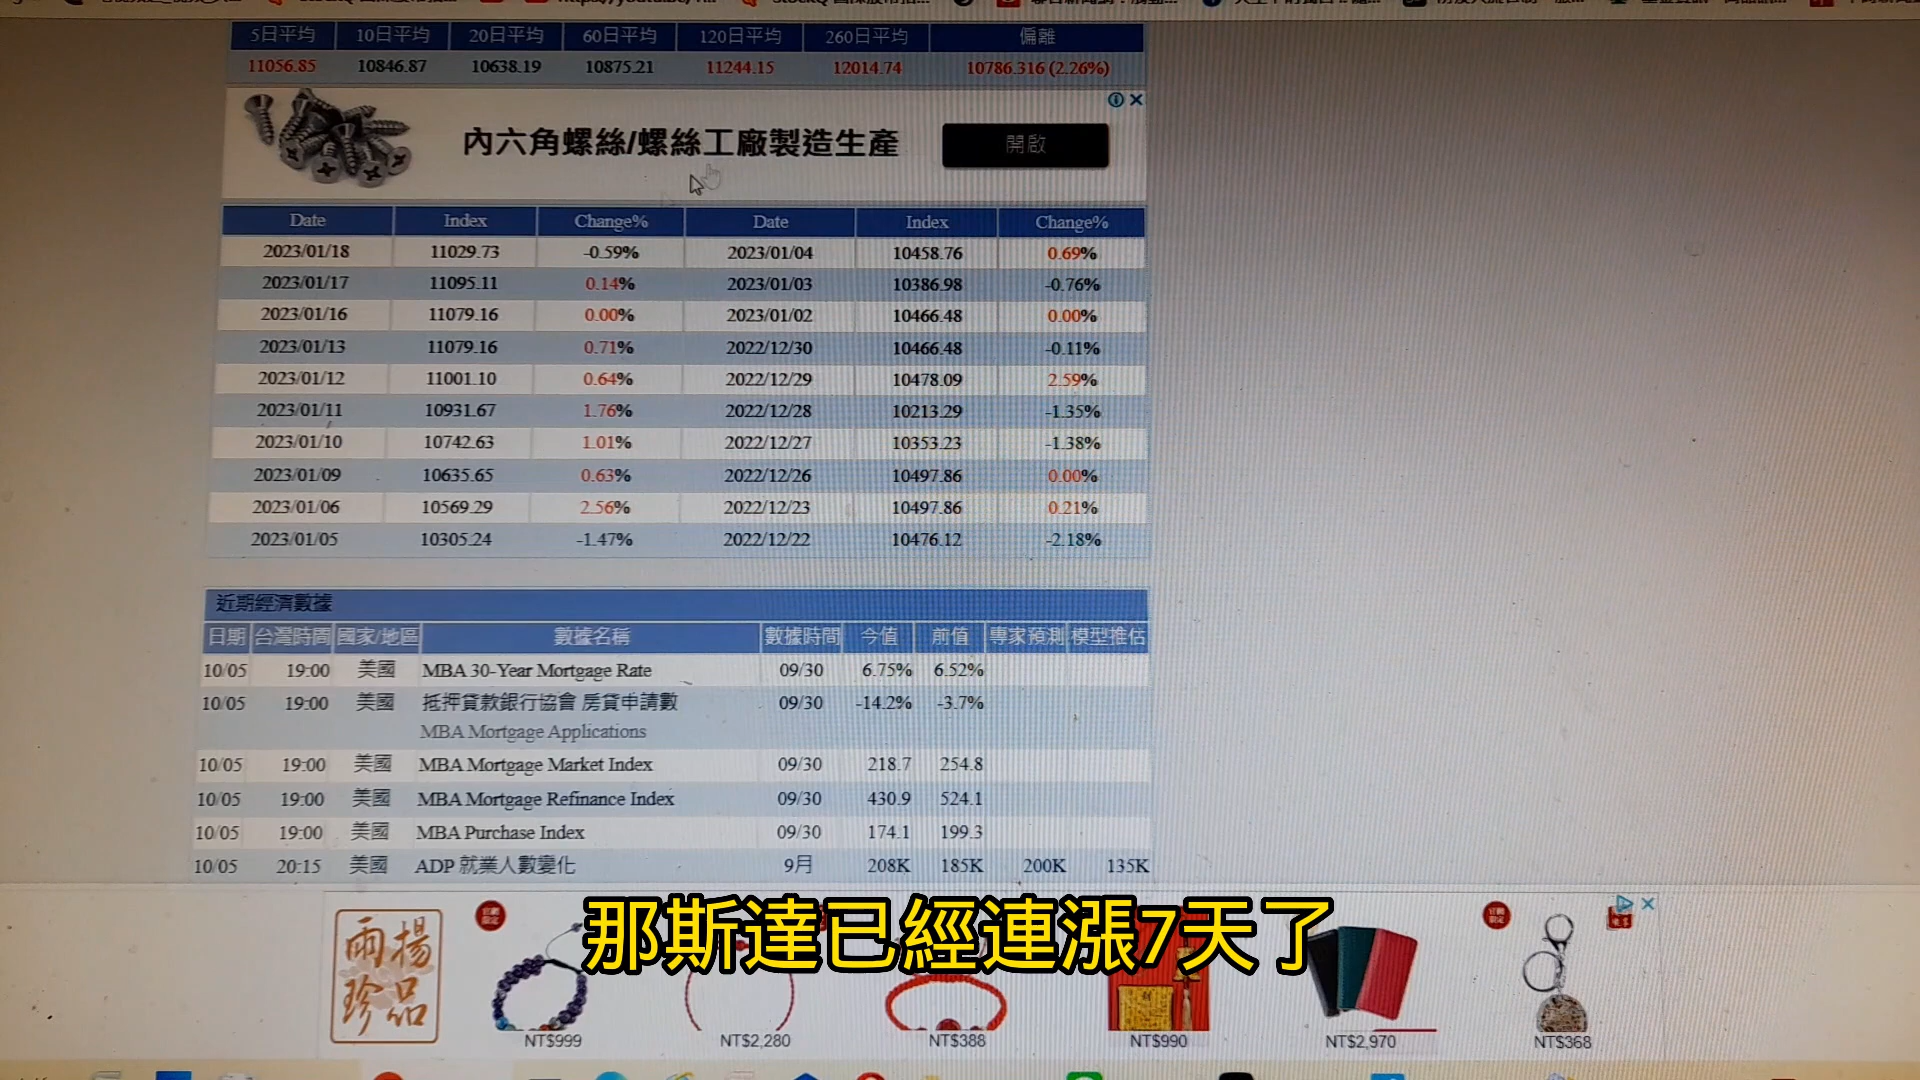 5日平均 10日平均 20日平均 60日平均 120日平均 260日平均 偏離
11056.85 10846.87 10638.19 10875.21 11244.15 12014.74 10786.316 (2.26%)
內六角螺絲/螺絲工廠製造生產
開啟
Date Index Change% Date Index Change%
2023/01/18 11029.73 -0.59% 2023/01/04 10458.76 0.69%
2023/01/17 11095.11 0.14% 2023/01/03 10386.98 -0.76%
2023/01/16 11079.16 0.00% 2023/01/02 10466.48 0.00%
2023/01/13 11079.16 0.71% 2022/12/30 10466.48 -0.11%
2023/01/12 11001.10 0.64% 2022/12/29 10478.09 2.59%
2023/01/11 10931.67 1.76% 2022/12/28 10213.29 -1.35%
2023/01/10 10742.63 1.01% 2022/12/27 10353.23 -1.38%
2023/01/09 10635.65 0.63% 2022/12/26 10497.86 0.00%
2023/01/06 10569.29 2.56% 2022/12/23 10497.86 0.21%
2023/01/05 10305.24 -1.47% 2022/12/22 10476.12 -2.18%
近期經濟數據
日期 台灣時間 國家/地區 數據名稱 數據時間 今值 前值 專家預測 模型推估
10/05 19:00 美國 MBA 30-Year Mortgage Rate 09/30 6.75% 6.52%
10/05 19:00 美國 抵押貸款銀行協會 房貸申請數 09/30 -14.2% -3.7%
MBA Mortgage Applications
10/05 19:00 美國 MBA Mortgage Market Index 09/30 218.7 254.8
10/05 19:00 美國 MBA Mortgage Refinance Index 09/30 430.9 524.1
10/05 19:00 美國 MBA Purchase Index 09/30 174.1 199.3
10/05 20:15 美國 ADP 就業人數變化 9月 208K 185K 200K 135K
那斯達已經連漲7天了
雨揚
珍品
NT$999 NT$2,280 NT$388 NT$990 NT$2,970 NT$368